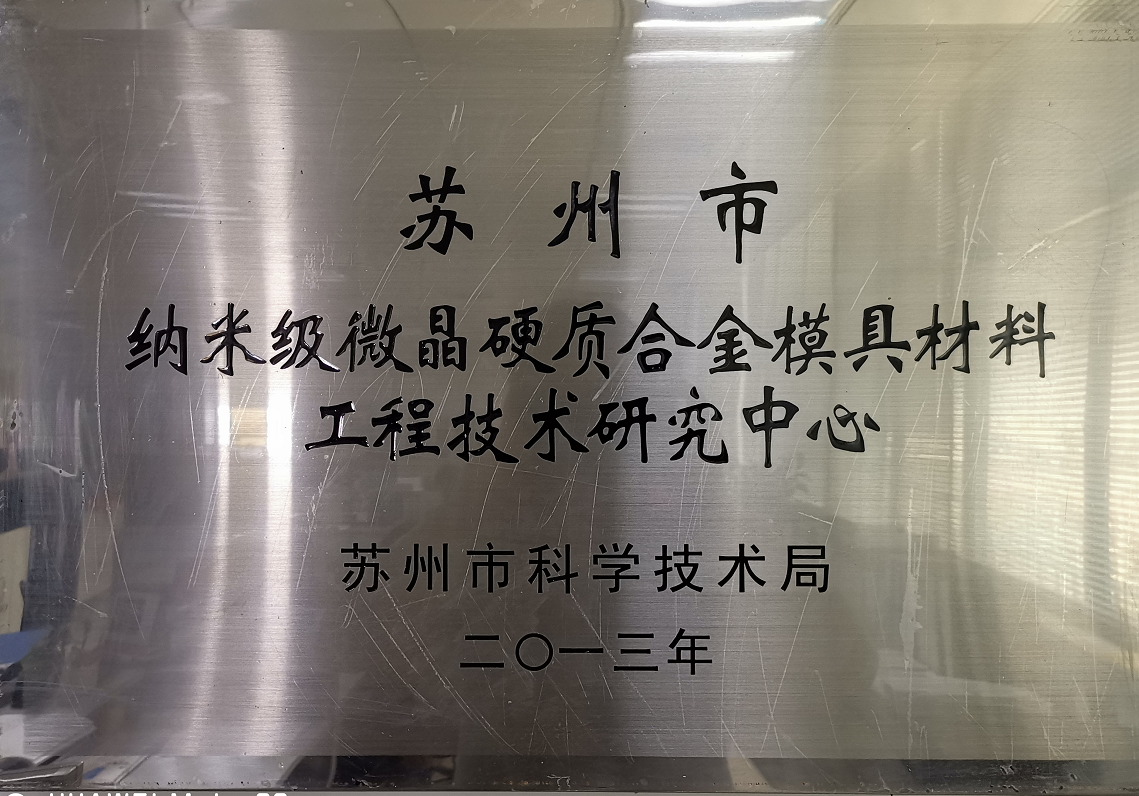 苏州市
纳米级微晶硬质合金模具材料
工程技术研究中心
苏州市科学技术局
二〇一三年